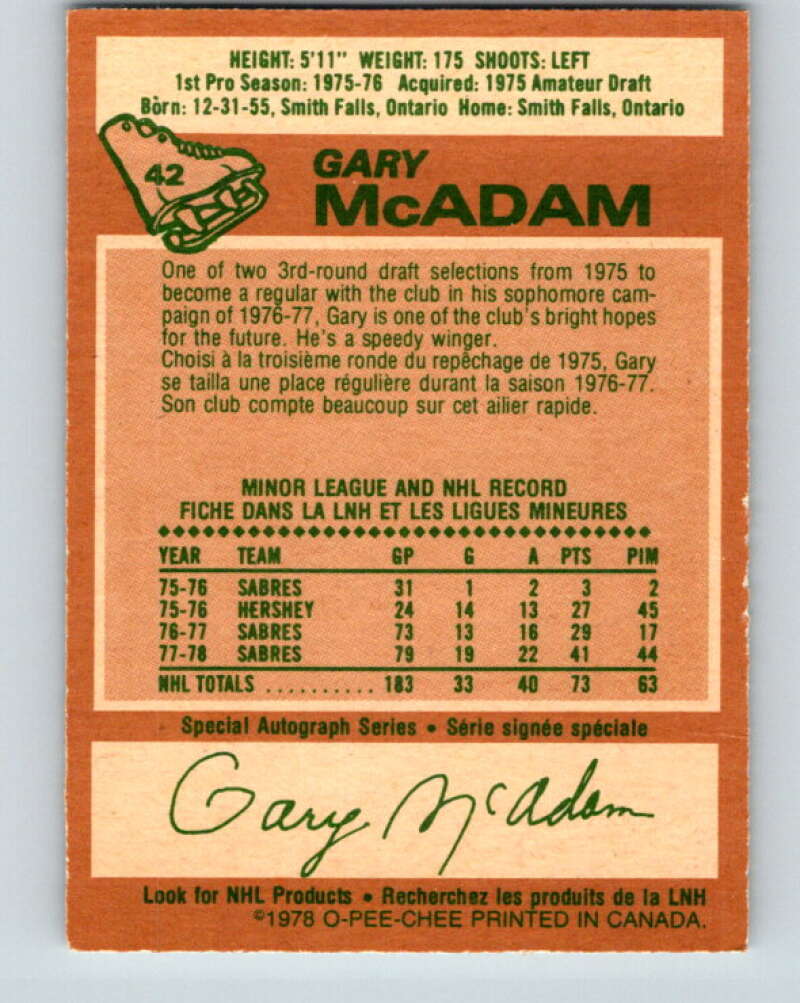 HEIGHT: 5'11" WEIGHT: 175 SHOOTS: LEFT
1st Pro Season: 1975-76 Acquired: 1975 Amateur Draft
Born: 12-31-55, Smith Falls, Ontario Home: Smith Falls, Ontario
42
GARY
McADAM
One of two 3rd-round draft selections from 1975 to
become a regular with the club in his sophomore cam-
paign of 1976-77, Gary is one of the club's bright hopes
for the future. He's a speedy winger.
Choisi à la troisième ronde du repêchage de 1975, Gary
se tailla une place régulière durant la saison 1976-77.
Son club compte beaucoup sur cet ailier rapide.
MINOR LEAGUE AND NHL RECORD
FICHE DANS LA LNH ET LES LIGUES MINEURES
YEAR TEAM GP G A PTS PIM
75-76 SABRES 31 1 2 3 2
75-76 HERSHEY 24 14 13 27 45
76-77 SABRES 73 13 16 29 17
77-78 SABRES 79 19 22 41 44
NHL TOTALS .......... 183 33 40 73 63
Special Autograph Series • Série signée spéciale
Gary McAdam
Look for NHL Products • Recherchez les produits de la LNH
©1978 O-PEE-CHEE PRINTED IN CANADA.